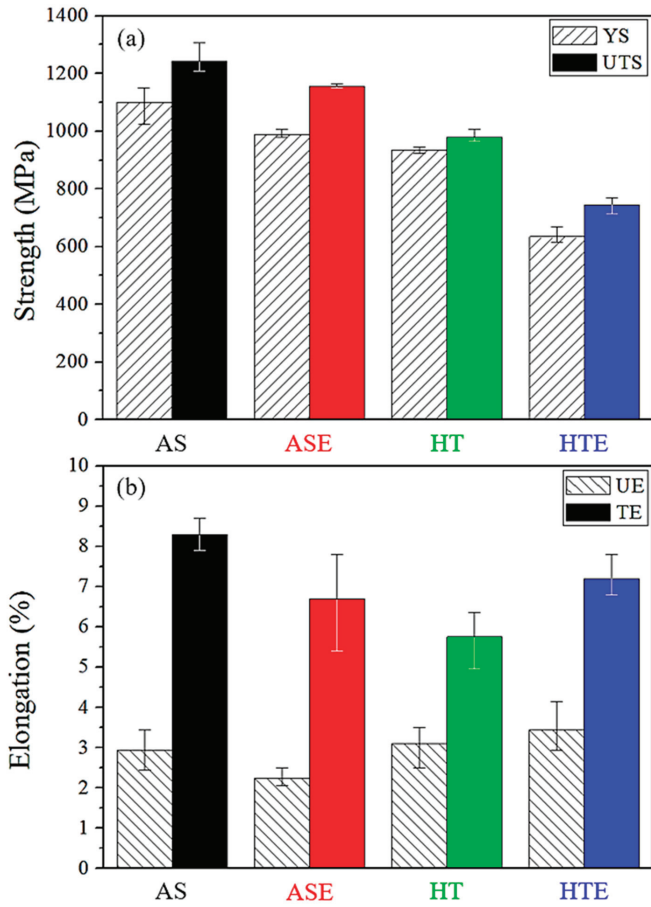 (a)
YS
UTS
Strength (MPa)
1400
1200
1000
800
600
400
200
0
AS ASE HT HTE
(b)
UE
TE
Elongation (%)
10
9
8
7
6
5
4
3
2
1
0
AS ASE HT HTE